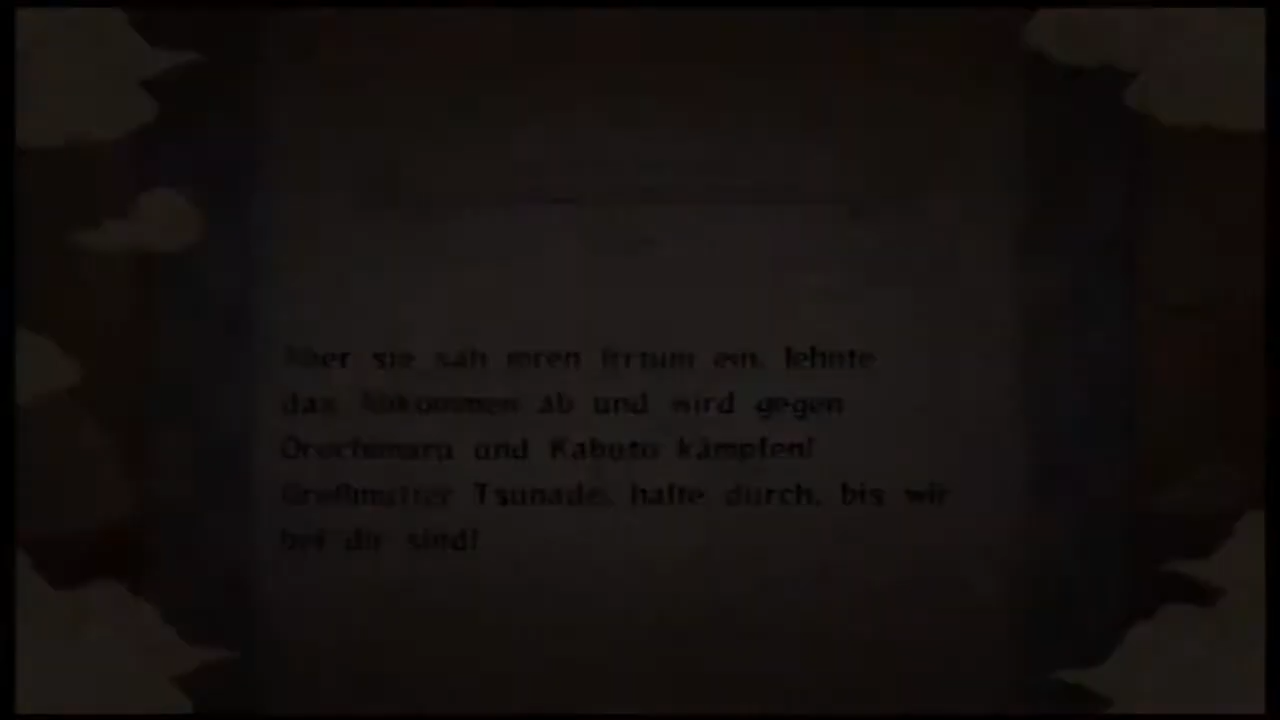 Aber sie sah ihren Irrtum ein, lehnte
das Abkommen ab und wird gegen
Orochimaru und Kabuto kämpfen!
Großmutter Tsunade, halte durch, bis wir
bei dir sind!